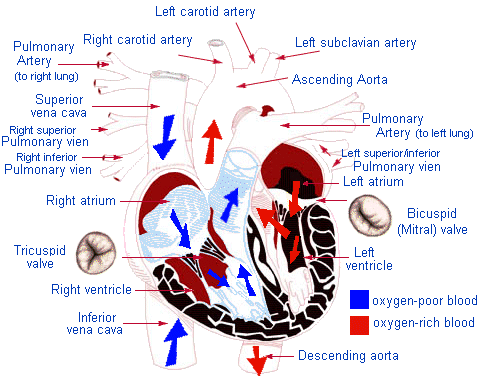 Left carotid artery
Right carotid artery
Left subclavian artery
Pulmonary
Artery
(to right lung)
Ascending Aorta
Superior
vena cava
Pulmonary
Artery (to left lung)
Right superior
Pulmonary vien
Right inferior
Pulmonary vien
Left superior/inferior
Pulmonary vien
Left atrium
Right atrium
Bicuspid
(Mitral) valve
Tricuspid
valve
Left
ventricle
Right ventricle
oxygen-poor blood
Inferior
vena cava
oxygen-rich blood
Descending aorta